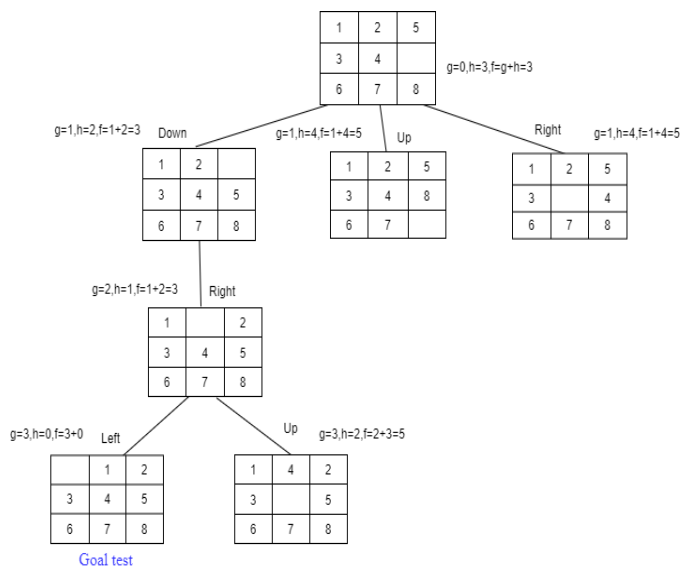 1 2 5
3 4
6 7 8
g=0,h=3,f=g+h=3
g=1,h=2,f=1+2=3
Down
g=1,h=4,f=1+4=5
Up
Right
g=1,h=4,f=1+4=5
1 2
3 4 5
6 7 8
1 2 5
3 4 8
6 7
1 2 5
3 4
6 7 8
g=2,h=1,f=1+2=3
Right
1 2
3 4 5
6 7 8
g=3,h=0,f=3+0
Left
Up
g=3,h=2,f=2+3=5
1 2
3 4 5
6 7 8
1 4 2
3 5
6 7 8
Goal test